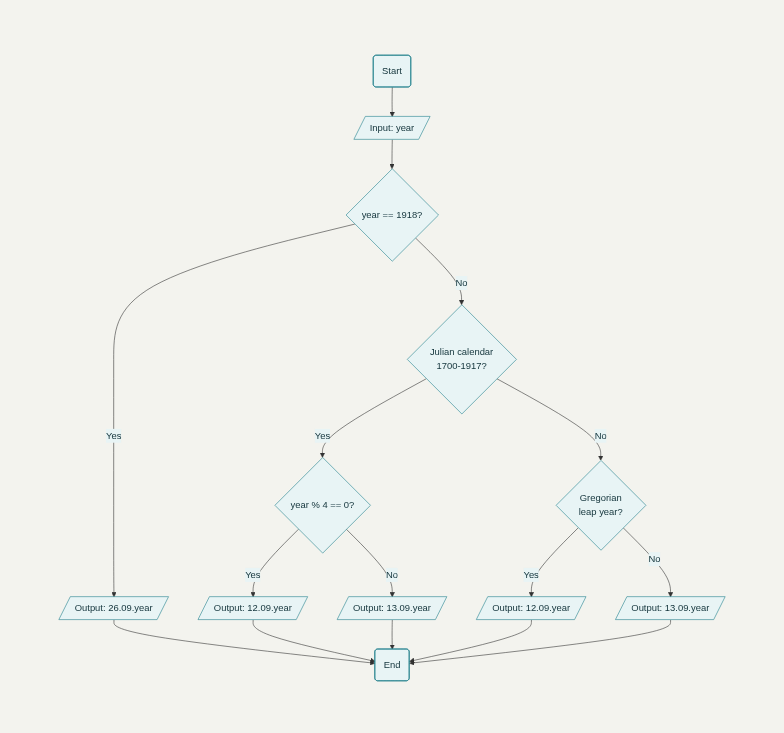 Start
Input: year
year == 1918?
No
Julian calendar
1700-1917?
Yes
Yes
No
year % 4 == 0?
Gregorian
leap year?
Yes
No
Yes
No
Output: 26.09.year
Output: 12.09.year
Output: 13.09.year
Output: 12.09.year
Output: 13.09.year
End